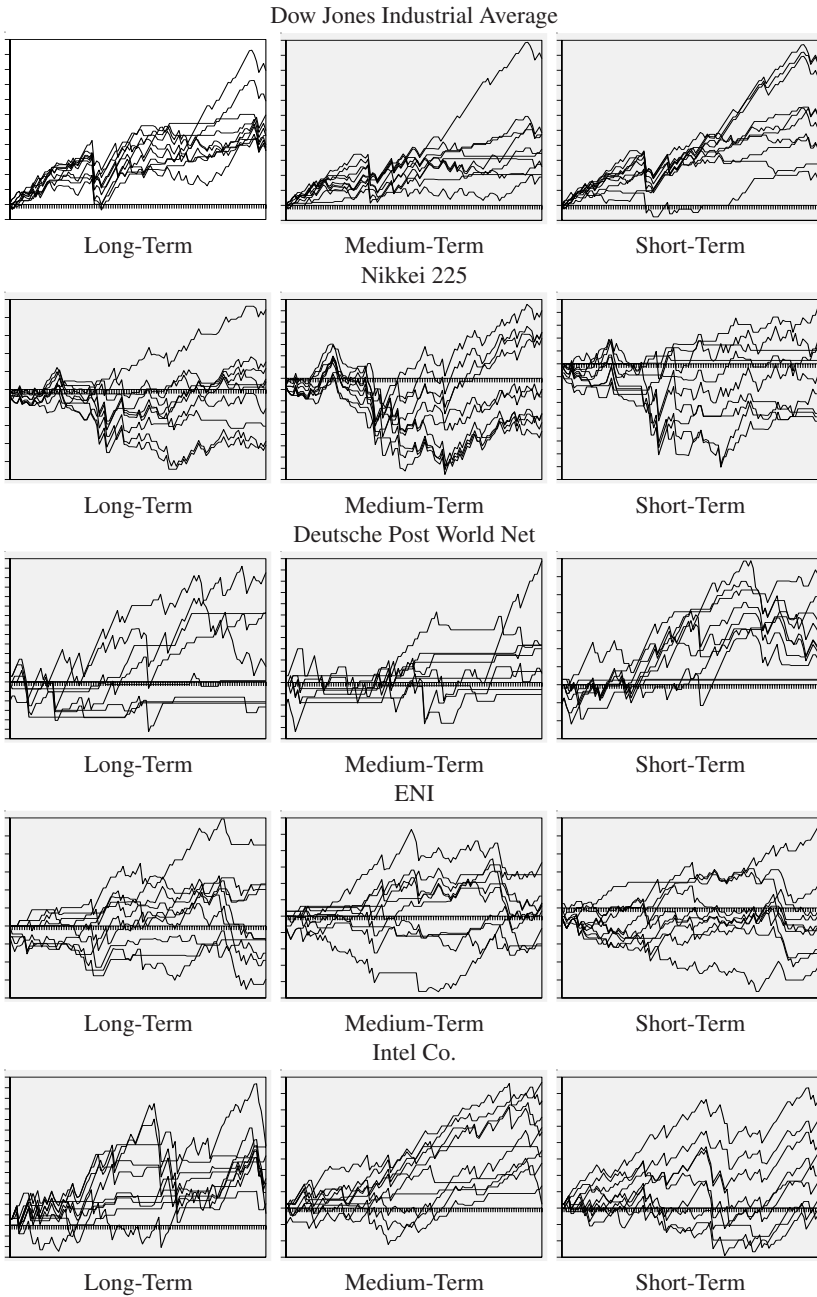 Dow Jones Industrial Average
Long-Term Medium-Term Short-Term
Nikkei 225
Long-Term Medium-Term Short-Term
Deutsche Post World Net
Long-Term Medium-Term Short-Term
ENI
Long-Term Medium-Term Short-Term
Intel Co.
Long-Term Medium-Term Short-Term